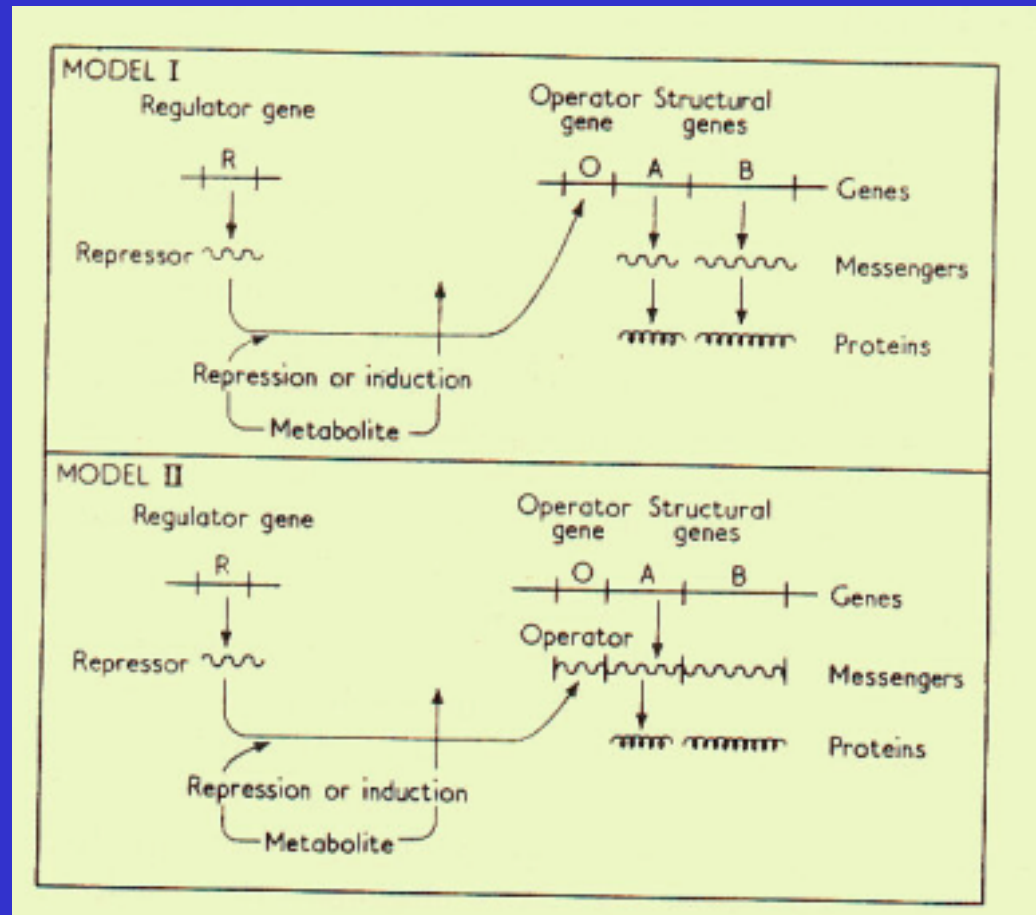 MODEL I
Regulator gene
Operator Structural
gene genes
R
O A B
Genes
Repressor
Messengers
Proteins
Repression or induction
Metabolite
MODEL II
Regulator gene
Operator Structural
gene genes
R
O A B
Genes
Operator
Repressor
Messengers
Proteins
Repression or induction
Metabolite